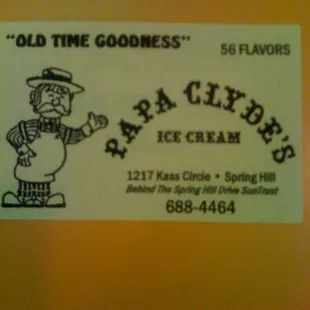 "OLD TIME GOODNESS"
56 FLAVORS
PAPA CLYDE'S
ICE CREAM
1217 Kass Circle • Spring Hill
Behind The Spring Hill Drive SunTrust
688-4464